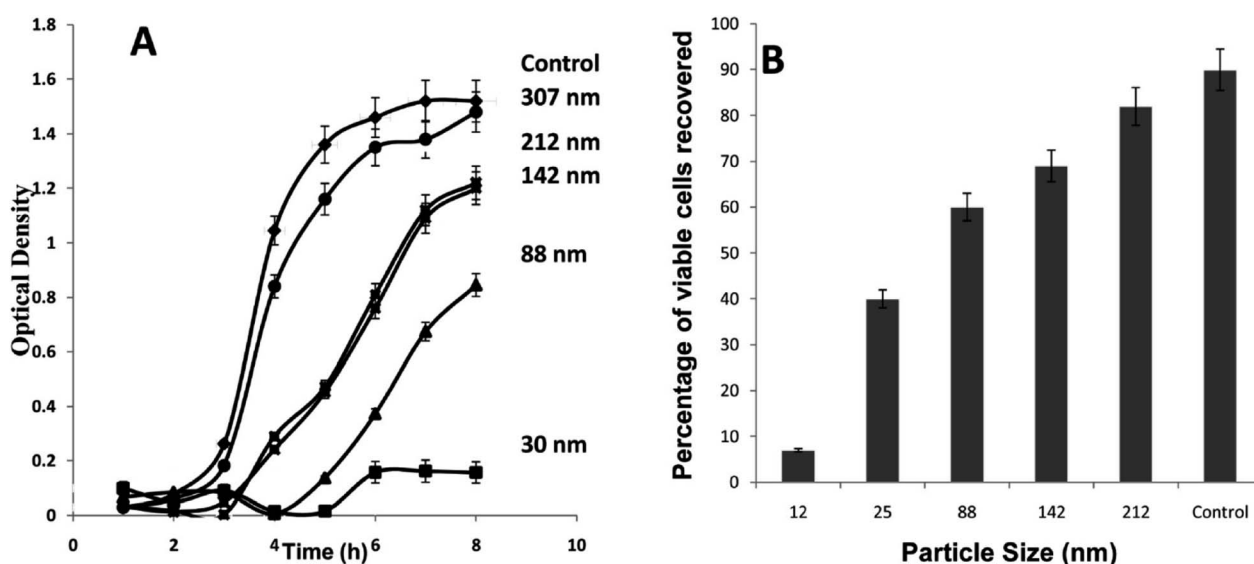 A
1.8
1.6
1.4
1.2
1
0.8
0.6
0.4
0.2
0
Optical Density
0 2 4 6 8 10
Time (h)
Control
307 nm
212 nm
142 nm
88 nm
30 nm
B
100
90
80
70
60
50
40
30
20
10
0
Percentage of viable cells recovered
12 25 88 142 212 Control
Particle Size (nm)